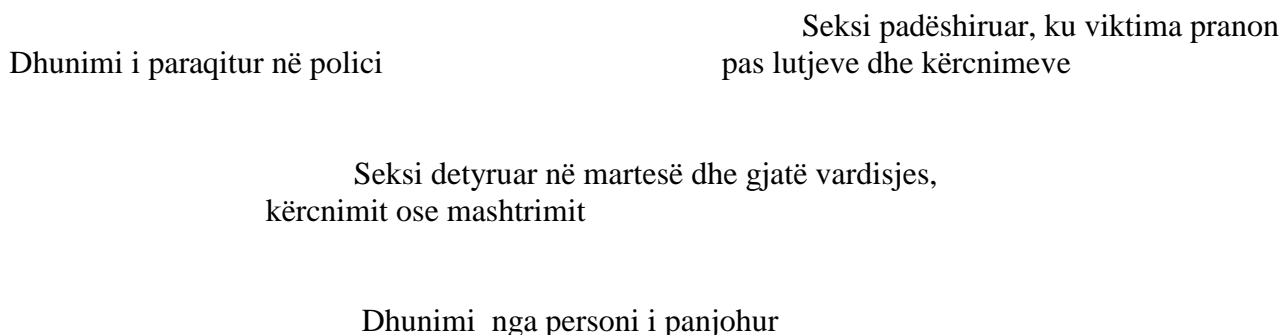 Seksi padëshiruar, ku viktima pranon
Dhunimi i paraqitur në polici pas lutjeve dhe kërcnimeve
Seksi detyruar në martesë dhe gjatë vardisjes,
kërcnimit ose mashtrimit
Dhunimi nga personi i panjohur